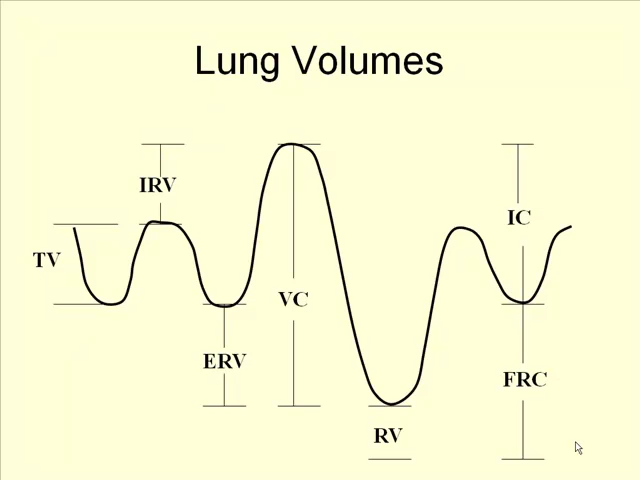 Lung Volumes
IRV
IC
TV
VC
ERV
FRC
RV